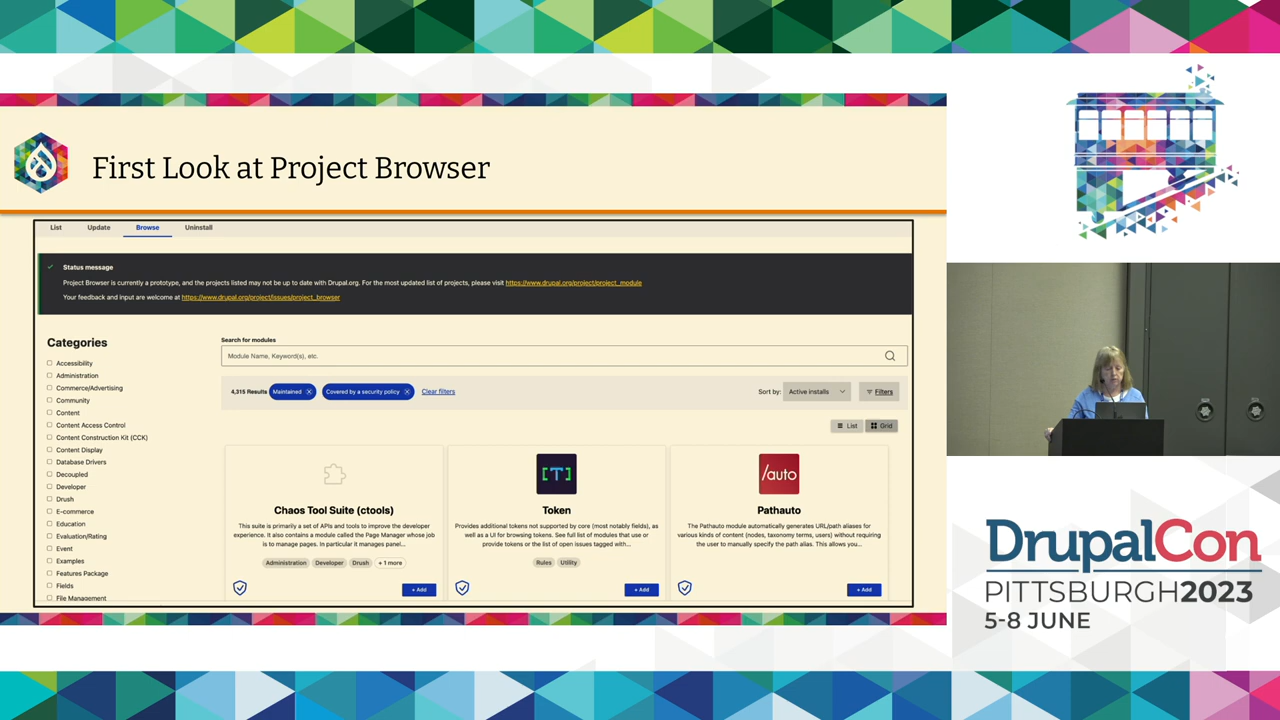 First Look at Project Browser
List Update Browse Uninstall
Status message
Project Browser is currently a prototype, and the projects listed may not be up to date with Drupal.org. For the most updated list of projects, please visit https://www.drupal.org/project/project_module
Your feedback and input are welcome at https://www.drupal.org/project/issues/project_browser
Categories
Accessibility
Administration
Commerce/Advertising
Community
Content
Content Access Control
Content Construction Kit (CCK)
Content Display
Database Drivers
Decoupled
Developer
Drush
E-commerce
Education
Evaluation/Rating
Event
Examples
Features Package
Fields
File Management
Search for modules
Module Name, Keyword(s), etc.
4,315 Results Maintained Covered by a security policy Clear filters Sort by: Active installs Filters
List Grid
Chaos Tool Suite (ctools)
This suite is primarily a set of APIs and tools to improve the developer
experience. It also contains a module called the Page Manager whose job
is to manage pages. In particular it manages panel...
Administration Developer Drush + 1 more
+ Add
[T]
Token
Provides additional tokens not supported by core (most notably fields), as
well as a UI for browsing tokens. See full list of modules that use or
provide tokens or the list of open issues tagged with...
Rules Utility
+ Add
/auto
Pathauto
The Pathauto module automatically generates URL/path aliases for
various kinds of content (nodes, taxonomy terms, users) without requiring
the user to manually specify the path alias. This allows you...
+ Add
DrupalCon
PITTSBURGH2023
5-8 JUNE